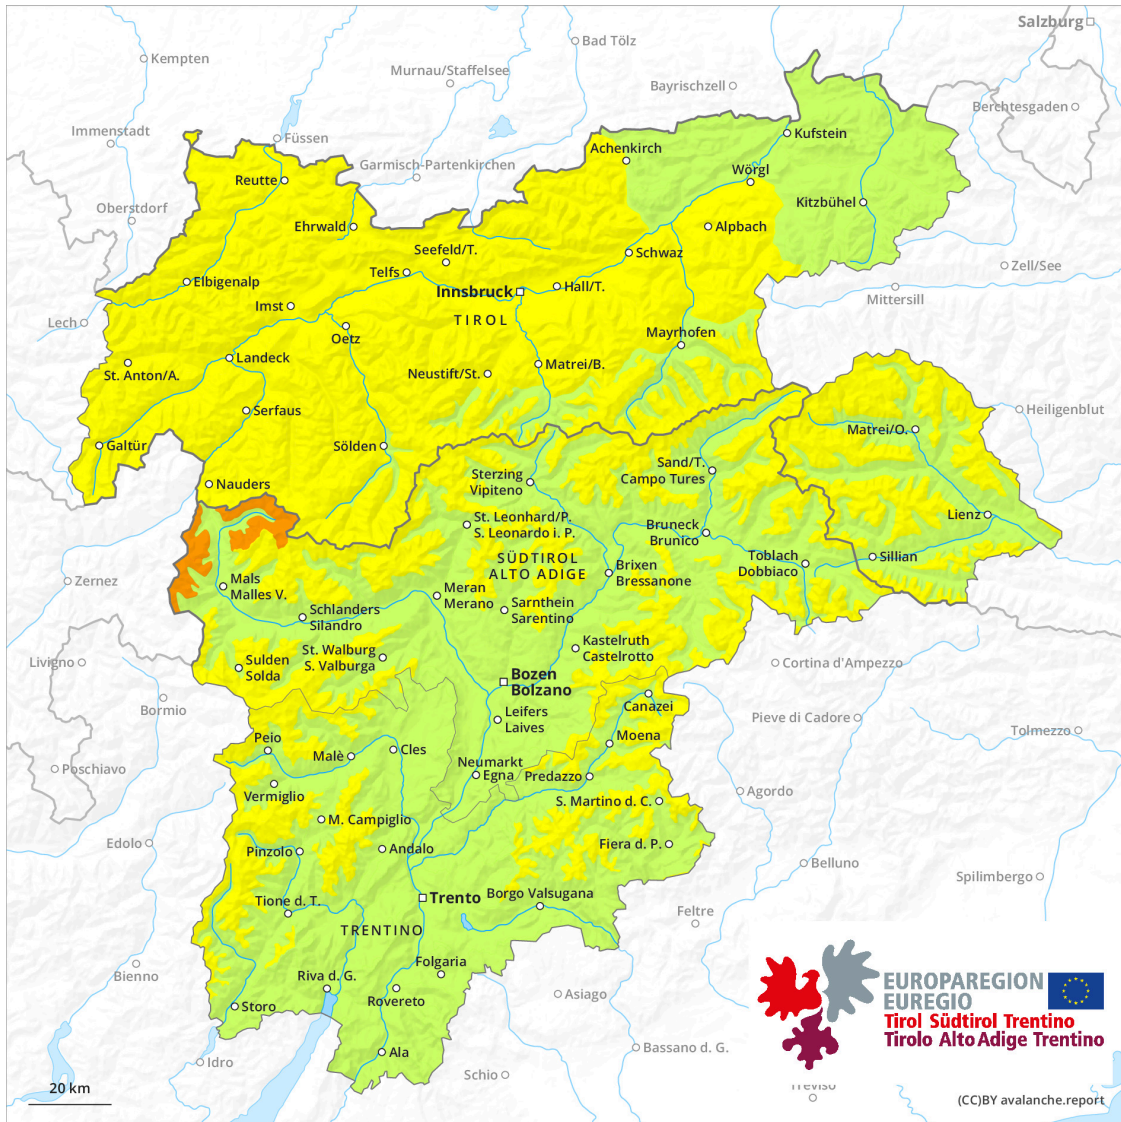 Salzburg
Kempten
Bad Tölz
Murnau/Staffelsee
Bayrischzell
Berchtesgaden
Immenstadt
Füssen
Kufstein
Achenkirch
Garmisch-Partenkirchen
Wörgl
Reutte
Oberstdorf
Kitzbühel
Ehrwald
Alpbach
Seefeld/T.
Schwaz
Telfs
Zell/See
Elbigenalp
Hall/T.
Innsbruck
Mittersill
Imst
TIROL
Lech
Oetz
Mayrhofen
Landeck
Matrei/B.
St. Anton/A.
Neustift/St.
Serfaus
Heiligenblut
Matrei/O.
Galtür
Sölden
Sand/T.
Campo Tures
Sterzing
Vipiteno
Nauders
Lienz
St. Leonhard/P.
S. Leonardo i. P.
Bruneck
Brunico
SÜDTIROL
ALTO ADIGE
Toblach
Dobbiaco
Sillian
Brixen
Bressanone
Zernez
Mals
Malles V.
Meran
Merano
Sarnthein
Sarentino
Schlanders
Silandro
Kastelruth
Castelrotto
St. Walburg
S. Valburga
Livigno
Sulden
Solda
Cortina d'Ampezzo
Bozen
Bolzano
Bormio
Canazei
Leifers
Laives
Pieve di Cadore
Tolmezzo
Peio
Moena
Malè
Cles
Poschiavo
Neumarkt
Egna
Predazzo
Vermiglio
Agordo
S. Martino d. C.
M. Campiglio
Edolo
Pinzolo
Andalo
Fiera d. P.
Belluno
Spilimbergo
Trento
Borgo Valsugana
Tione d. T.
Feltre
TRENTINO
Folgaria
Bienno
Riva d. G.
Rovereto
Asiago
Storo
EUROPAREGION
EUREGIO
Tirol Südtirol Trentino
Tirolo Alto Adige Trentino
Ala
Bassano d. G.
Idro
Schio
Treviso
20 km
(CC)BY avalanche.report